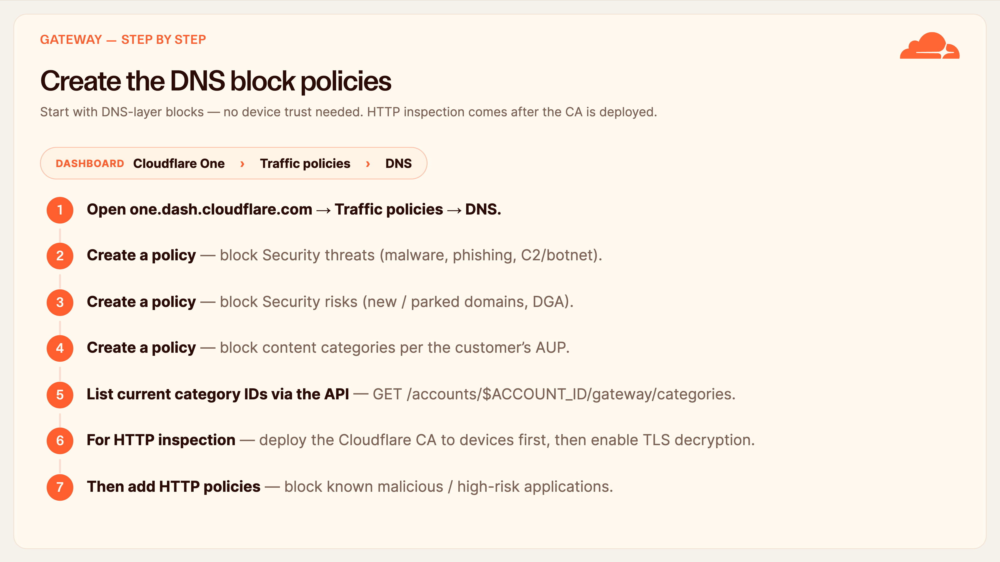 GATEWAY — STEP BY STEP
Create the DNS block policies
Start with DNS-layer blocks — no device trust needed. HTTP inspection comes after the CA is deployed.
DASHBOARD Cloudflare One › Traffic policies › DNS
1 Open one.dash.cloudflare.com → Traffic policies → DNS.
2 Create a policy — block Security threats (malware, phishing, C2/botnet).
3 Create a policy — block Security risks (new / parked domains, DGA).
4 Create a policy — block content categories per the customer’s AUP.
5 List current category IDs via the API — GET /accounts/$ACCOUNT_ID/gateway/categories.
6 For HTTP inspection — deploy the Cloudflare CA to devices first, then enable TLS decryption.
7 Then add HTTP policies — block known malicious / high-risk applications.